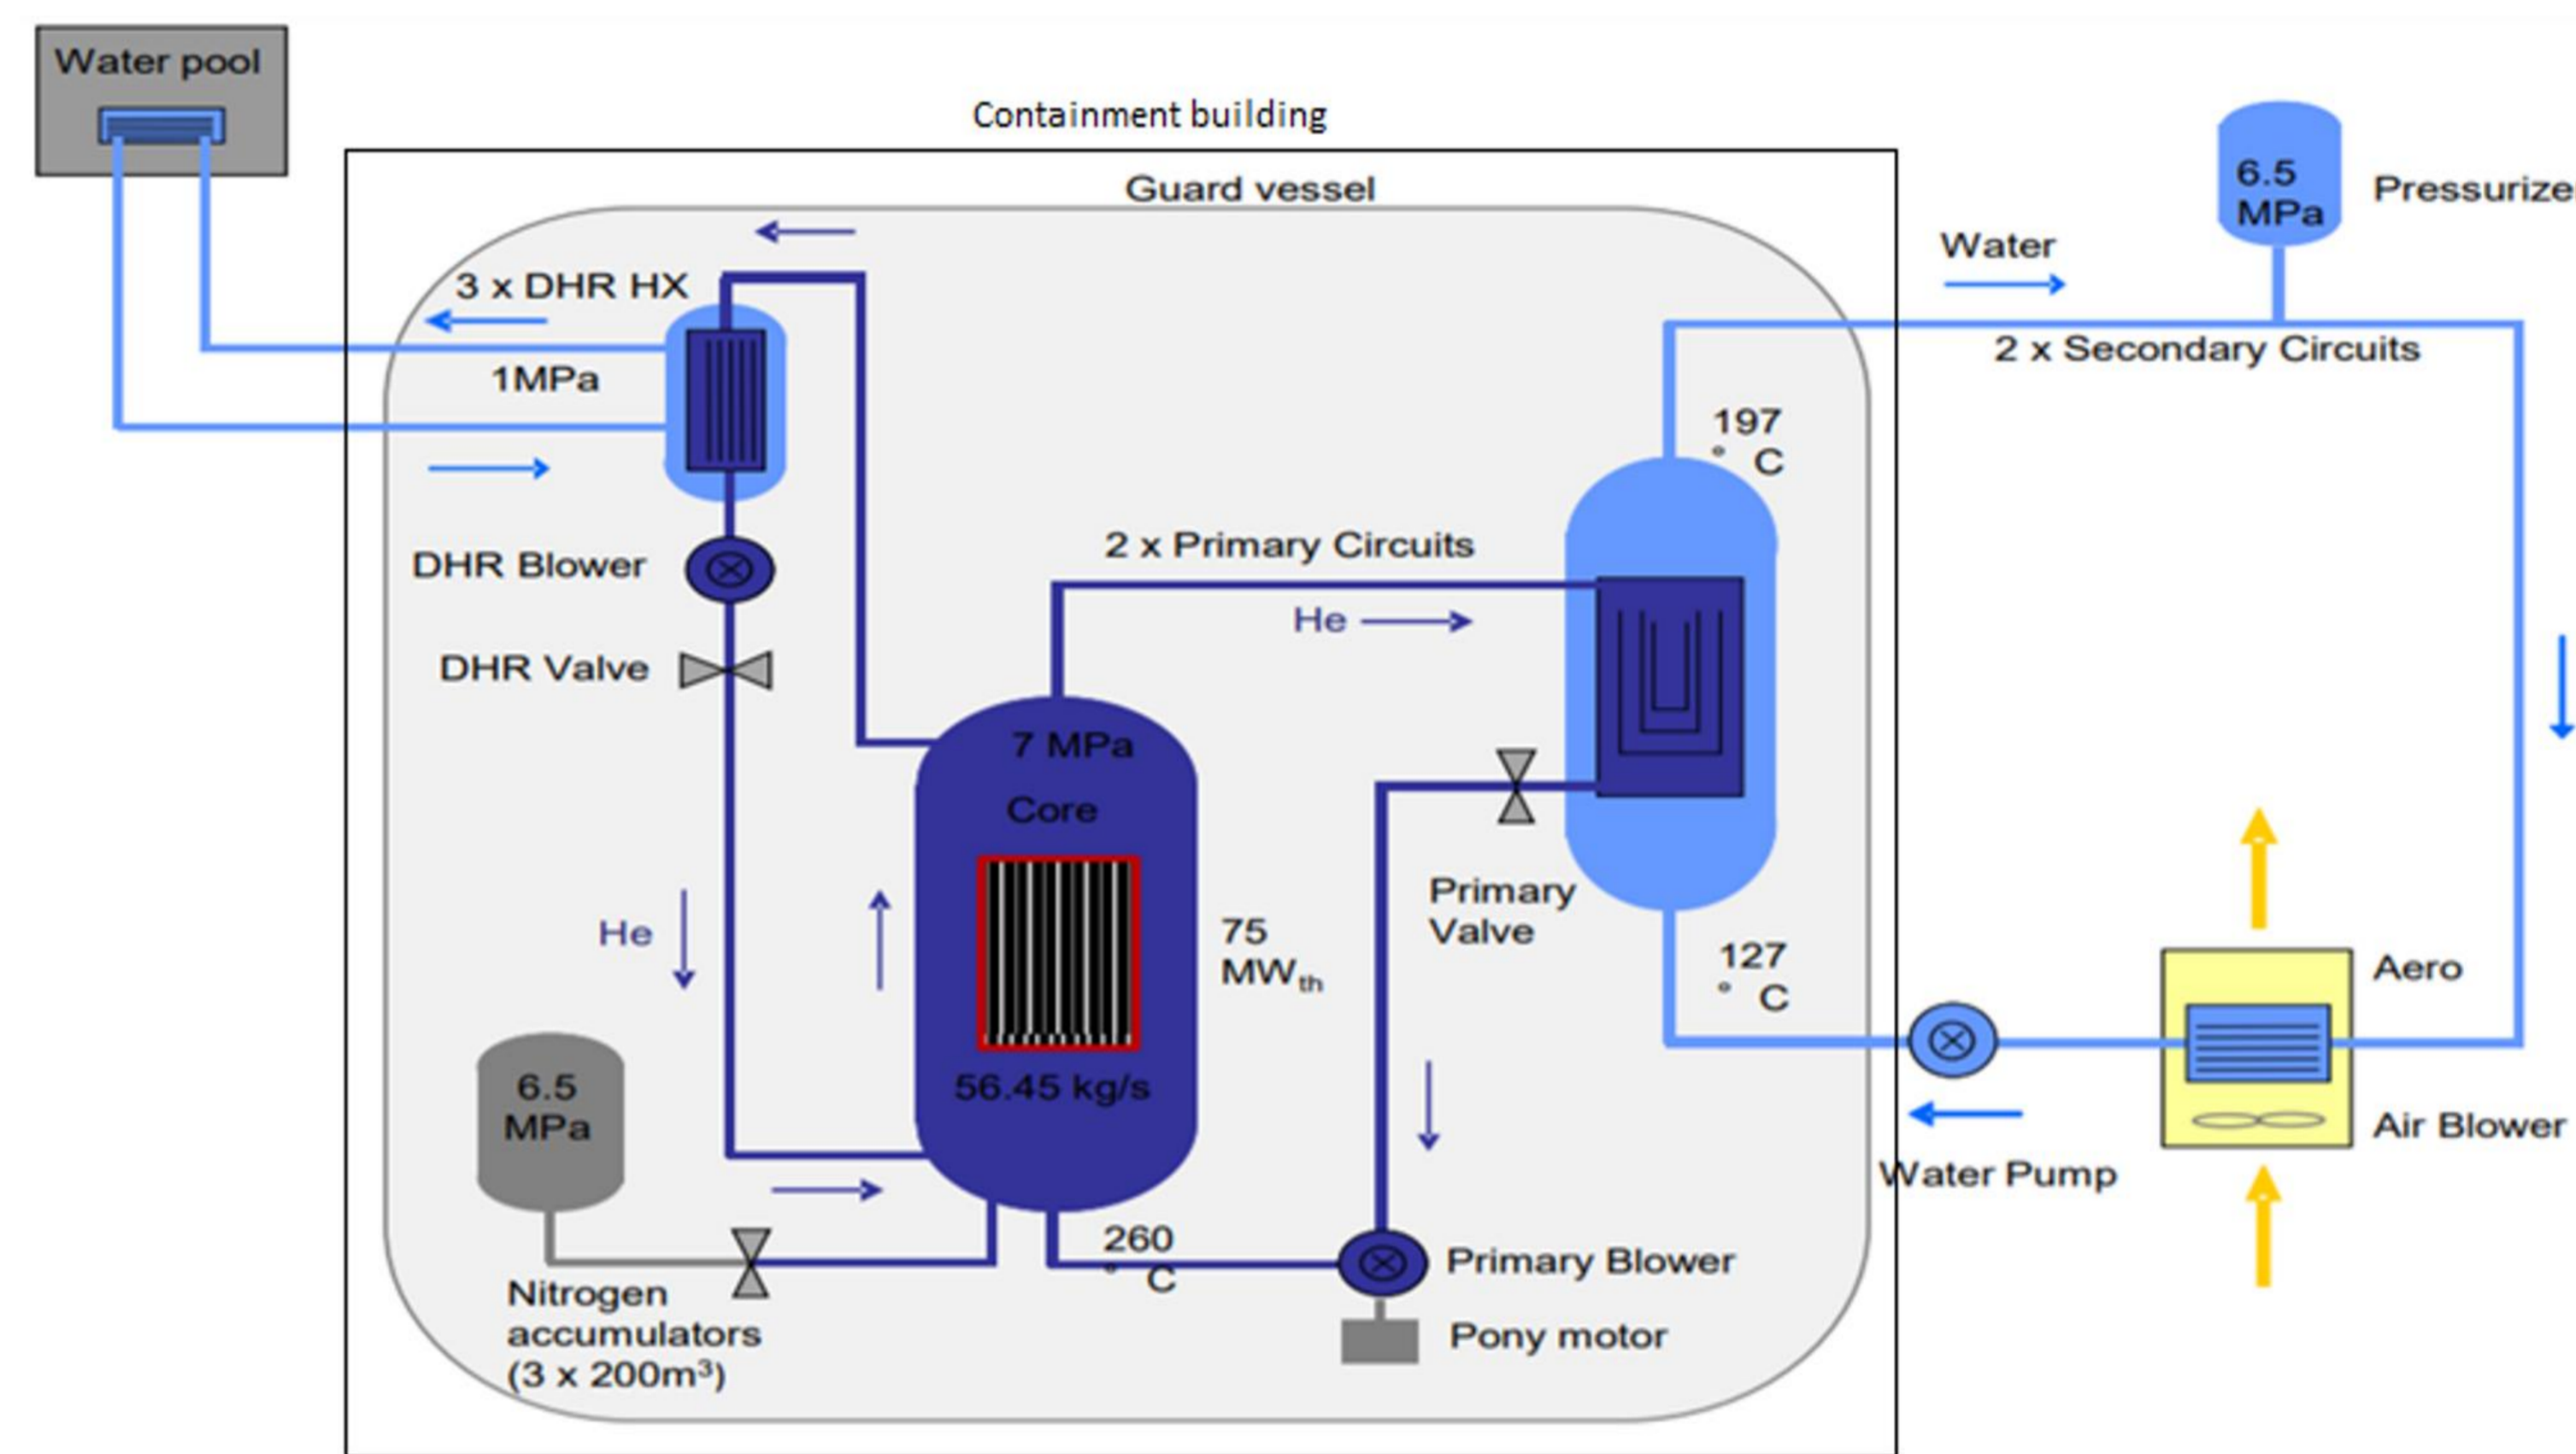 Water pool
Containment building
Guard vessel
6.5
MPa
Pressurize
Water
3 x DHR HX
2 x Secondary Circuits
1MPa
197
° C
2 x Primary Circuits
DHR Blower
He
DHR Valve
7 MPa
Core
Primary
Valve
He
75
MWth
127
° C
Aero
6.5
MPa
56.45 kg/s
Air Blower
Water Pump
260
° C
Primary Blower
Nitrogen
accumulators
(3 x 200m³)
Pony motor